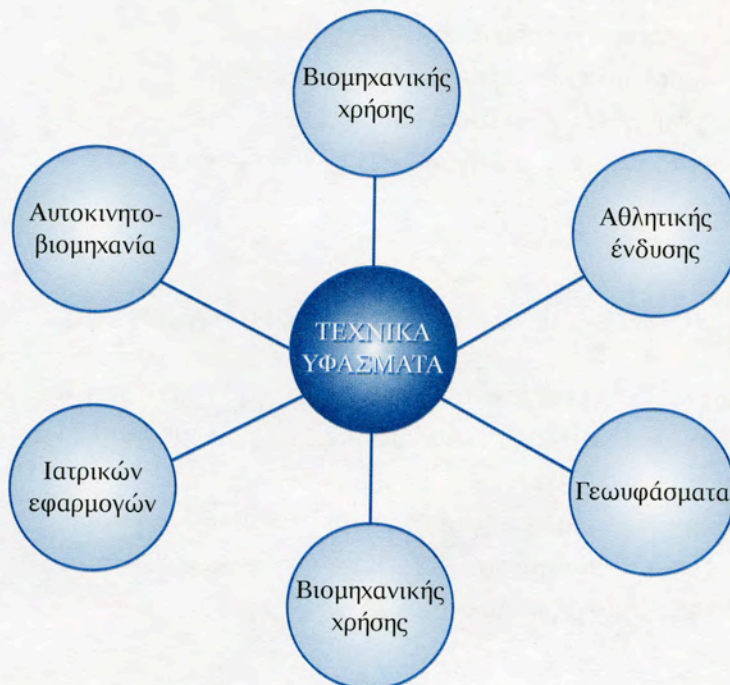 Βιομηχανικής
χρήσης
Αυτοκινητο-
βιομηχανία
Αθλητικής
ένδυσης
ΤΕΧΝΙΚΑ
ΥΦΑΣΜΑΤΑ
Ιατρικών
εφαρμογών
Γεωυφάσματα
Βιομηχανικής
χρήσης